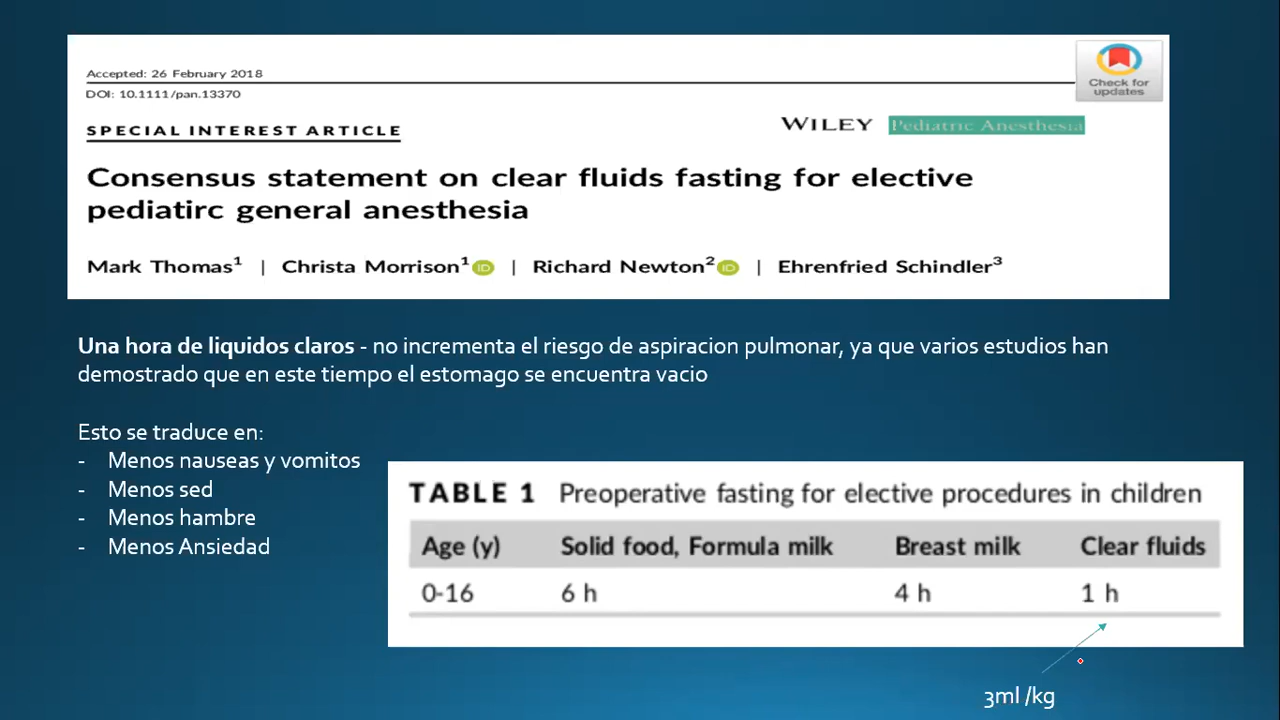 Accepted: 26 February 2018
DOI: 10.1111/pan.13370
Check for
updates
SPECIAL INTEREST ARTICLE
WILEY Pediatric Anesthesia
Consensus statement on clear fluids fasting for elective
pediatirc general anesthesia
Mark Thomas1 | Christa Morrison1 iD | Richard Newton2 iD | Ehrenfried Schindler3
Una hora de liquidos claros - no incrementa el riesgo de aspiracion pulmonar, ya que varios estudios han
demostrado que en este tiempo el estomago se encuentra vacio
Esto se traduce en:
- Menos nauseas y vomitos
- Menos sed
- Menos hambre
- Menos Ansiedad
TABLE 1 Preoperative fasting for elective procedures in children
Age (y) Solid food, Formula milk Breast milk Clear fluids
0-16 6 h 4 h 1 h
3ml /kg